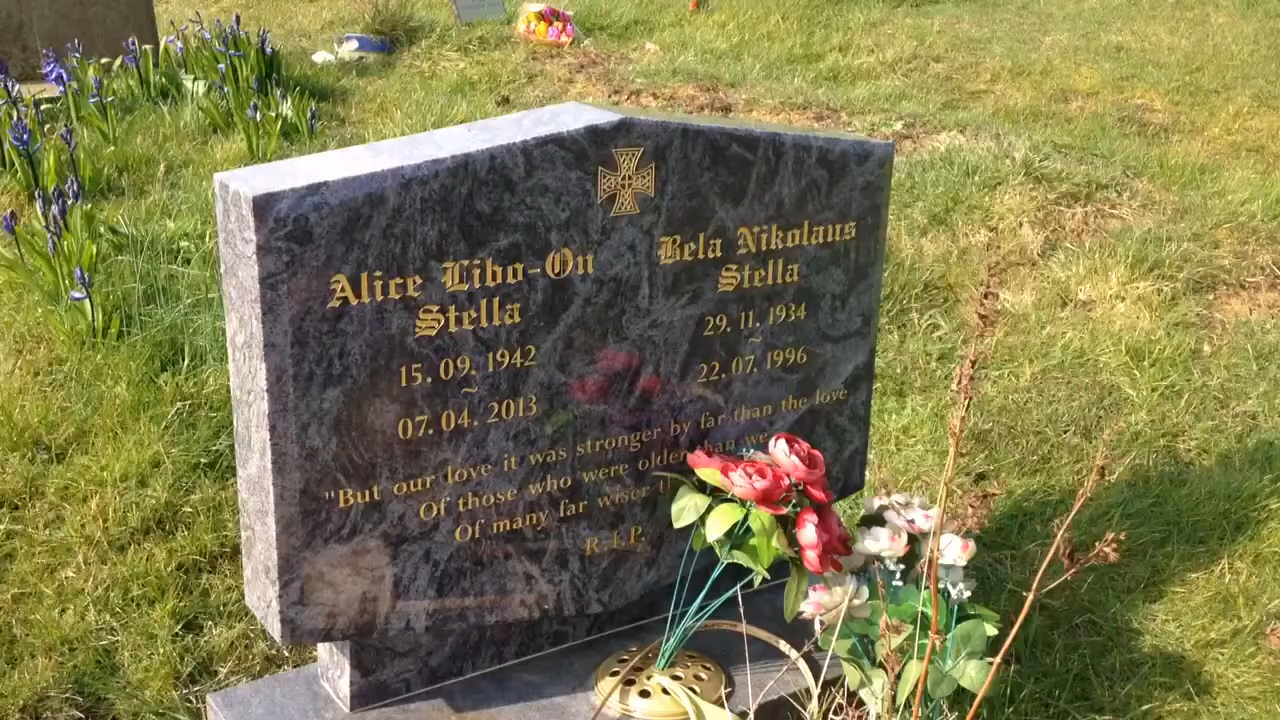 Alice Libo-On
Stella
15. 09. 1942
~
07. 04. 2013
Bela Nikolaus
Stella
29. 11. 1934
~
22. 07. 1996
"But our love it was stronger by far than the love
Of those who were older than we
Of many far wiser
R.I.P.